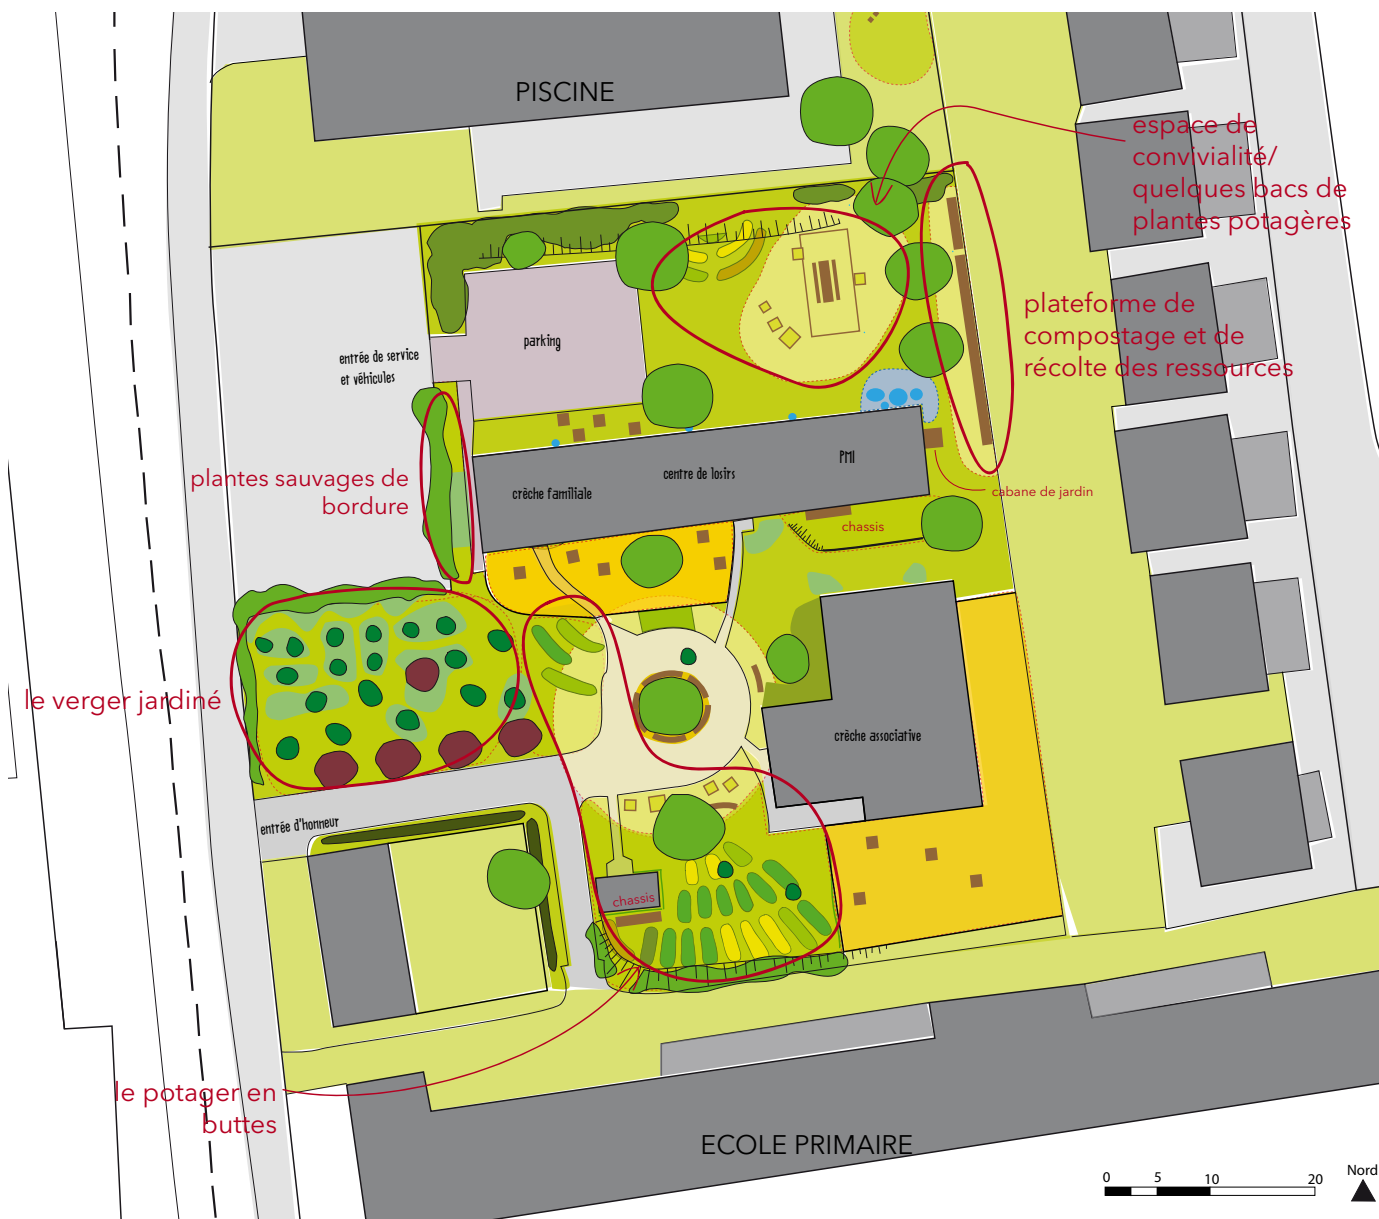 PISCINE
espace de
convivialité/
quelques bacs de
plantes potagères
plateforme de
compostage et de
récolte des ressources
parking
entrée de service
et véhicules
plantes sauvages de
bordure
crèche familiale
centre de losirs
PMI
cabane de jardin
chassis
le verger jardiné
crèche associative
entrée d'honneur
chassis
le potager en
buttes
ECOLE PRIMAIRE
0 5 10 20
Nord